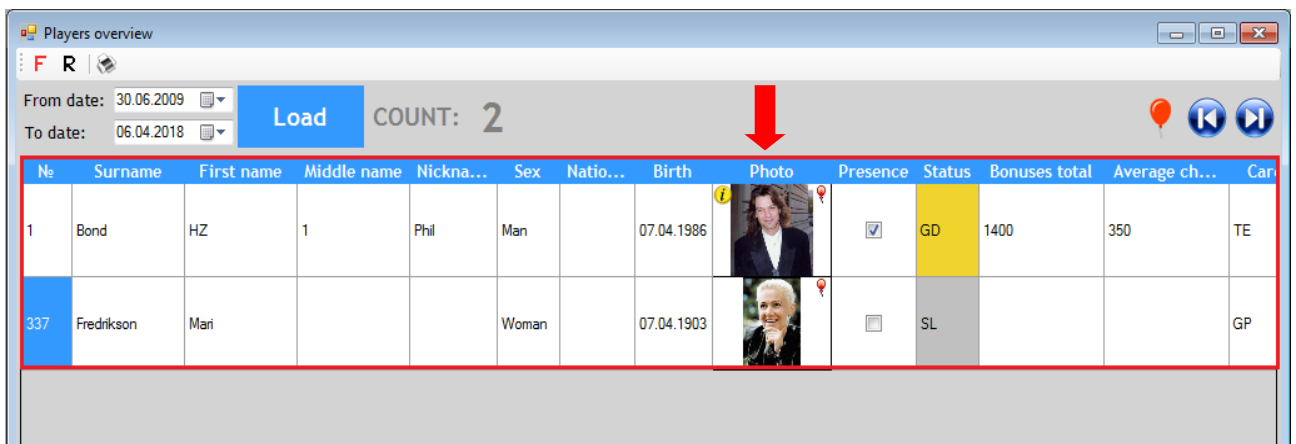 Players overview
F R
From date: 30.06.2009
Load
COUNT: 2
To date: 06.04.2018
№ Surname First name Middle name Nickna... Sex Natio... Birth Photo Presence Status Bonuses total Average ch... Car
1 Bond HZ 1 Phil Man 07.04.1986 GD 1400 350 TE
337 Fredrikson Mari Woman 07.04.1903 SL GP